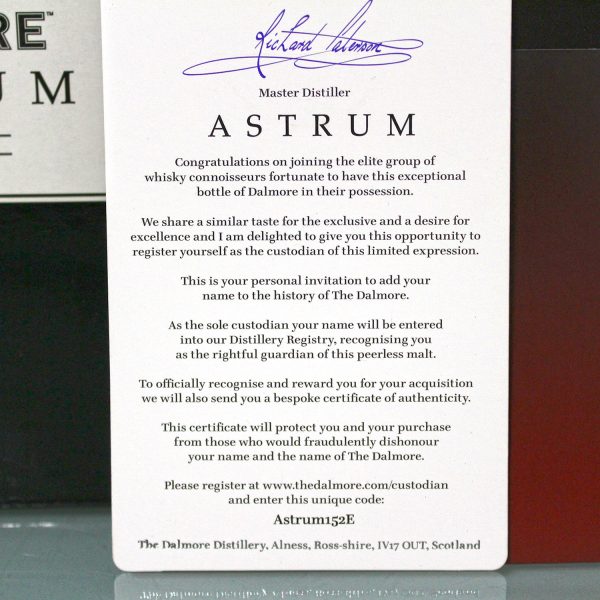 RE™
UM
Richard Paterson
Master Distiller
ASTRUM
Congratulations on joining the elite group of
whisky connoisseurs fortunate to have this exceptional
bottle of Dalmore in their possession.
We share a similar taste for the exclusive and a desire for
excellence and I am delighted to give you this opportunity to
register yourself as the custodian of this limited expression.
This is your personal invitation to add your
name to the history of The Dalmore.
As the sole custodian your name will be entered
into our Distillery Registry, recognising you
as the rightful guardian of this peerless malt.
To officially recognise and reward you for your acquisition
we will also send you a bespoke certificate of authenticity.
This certificate will protect you and your purchase
from those who would fraudulently dishonour
your name and the name of The Dalmore.
Please register at www.thedalmore.com/custodian
and enter this unique code:
Astrum152E
The Dalmore Distillery, Alness, Ross-shire, IV17 OUT, Scotland